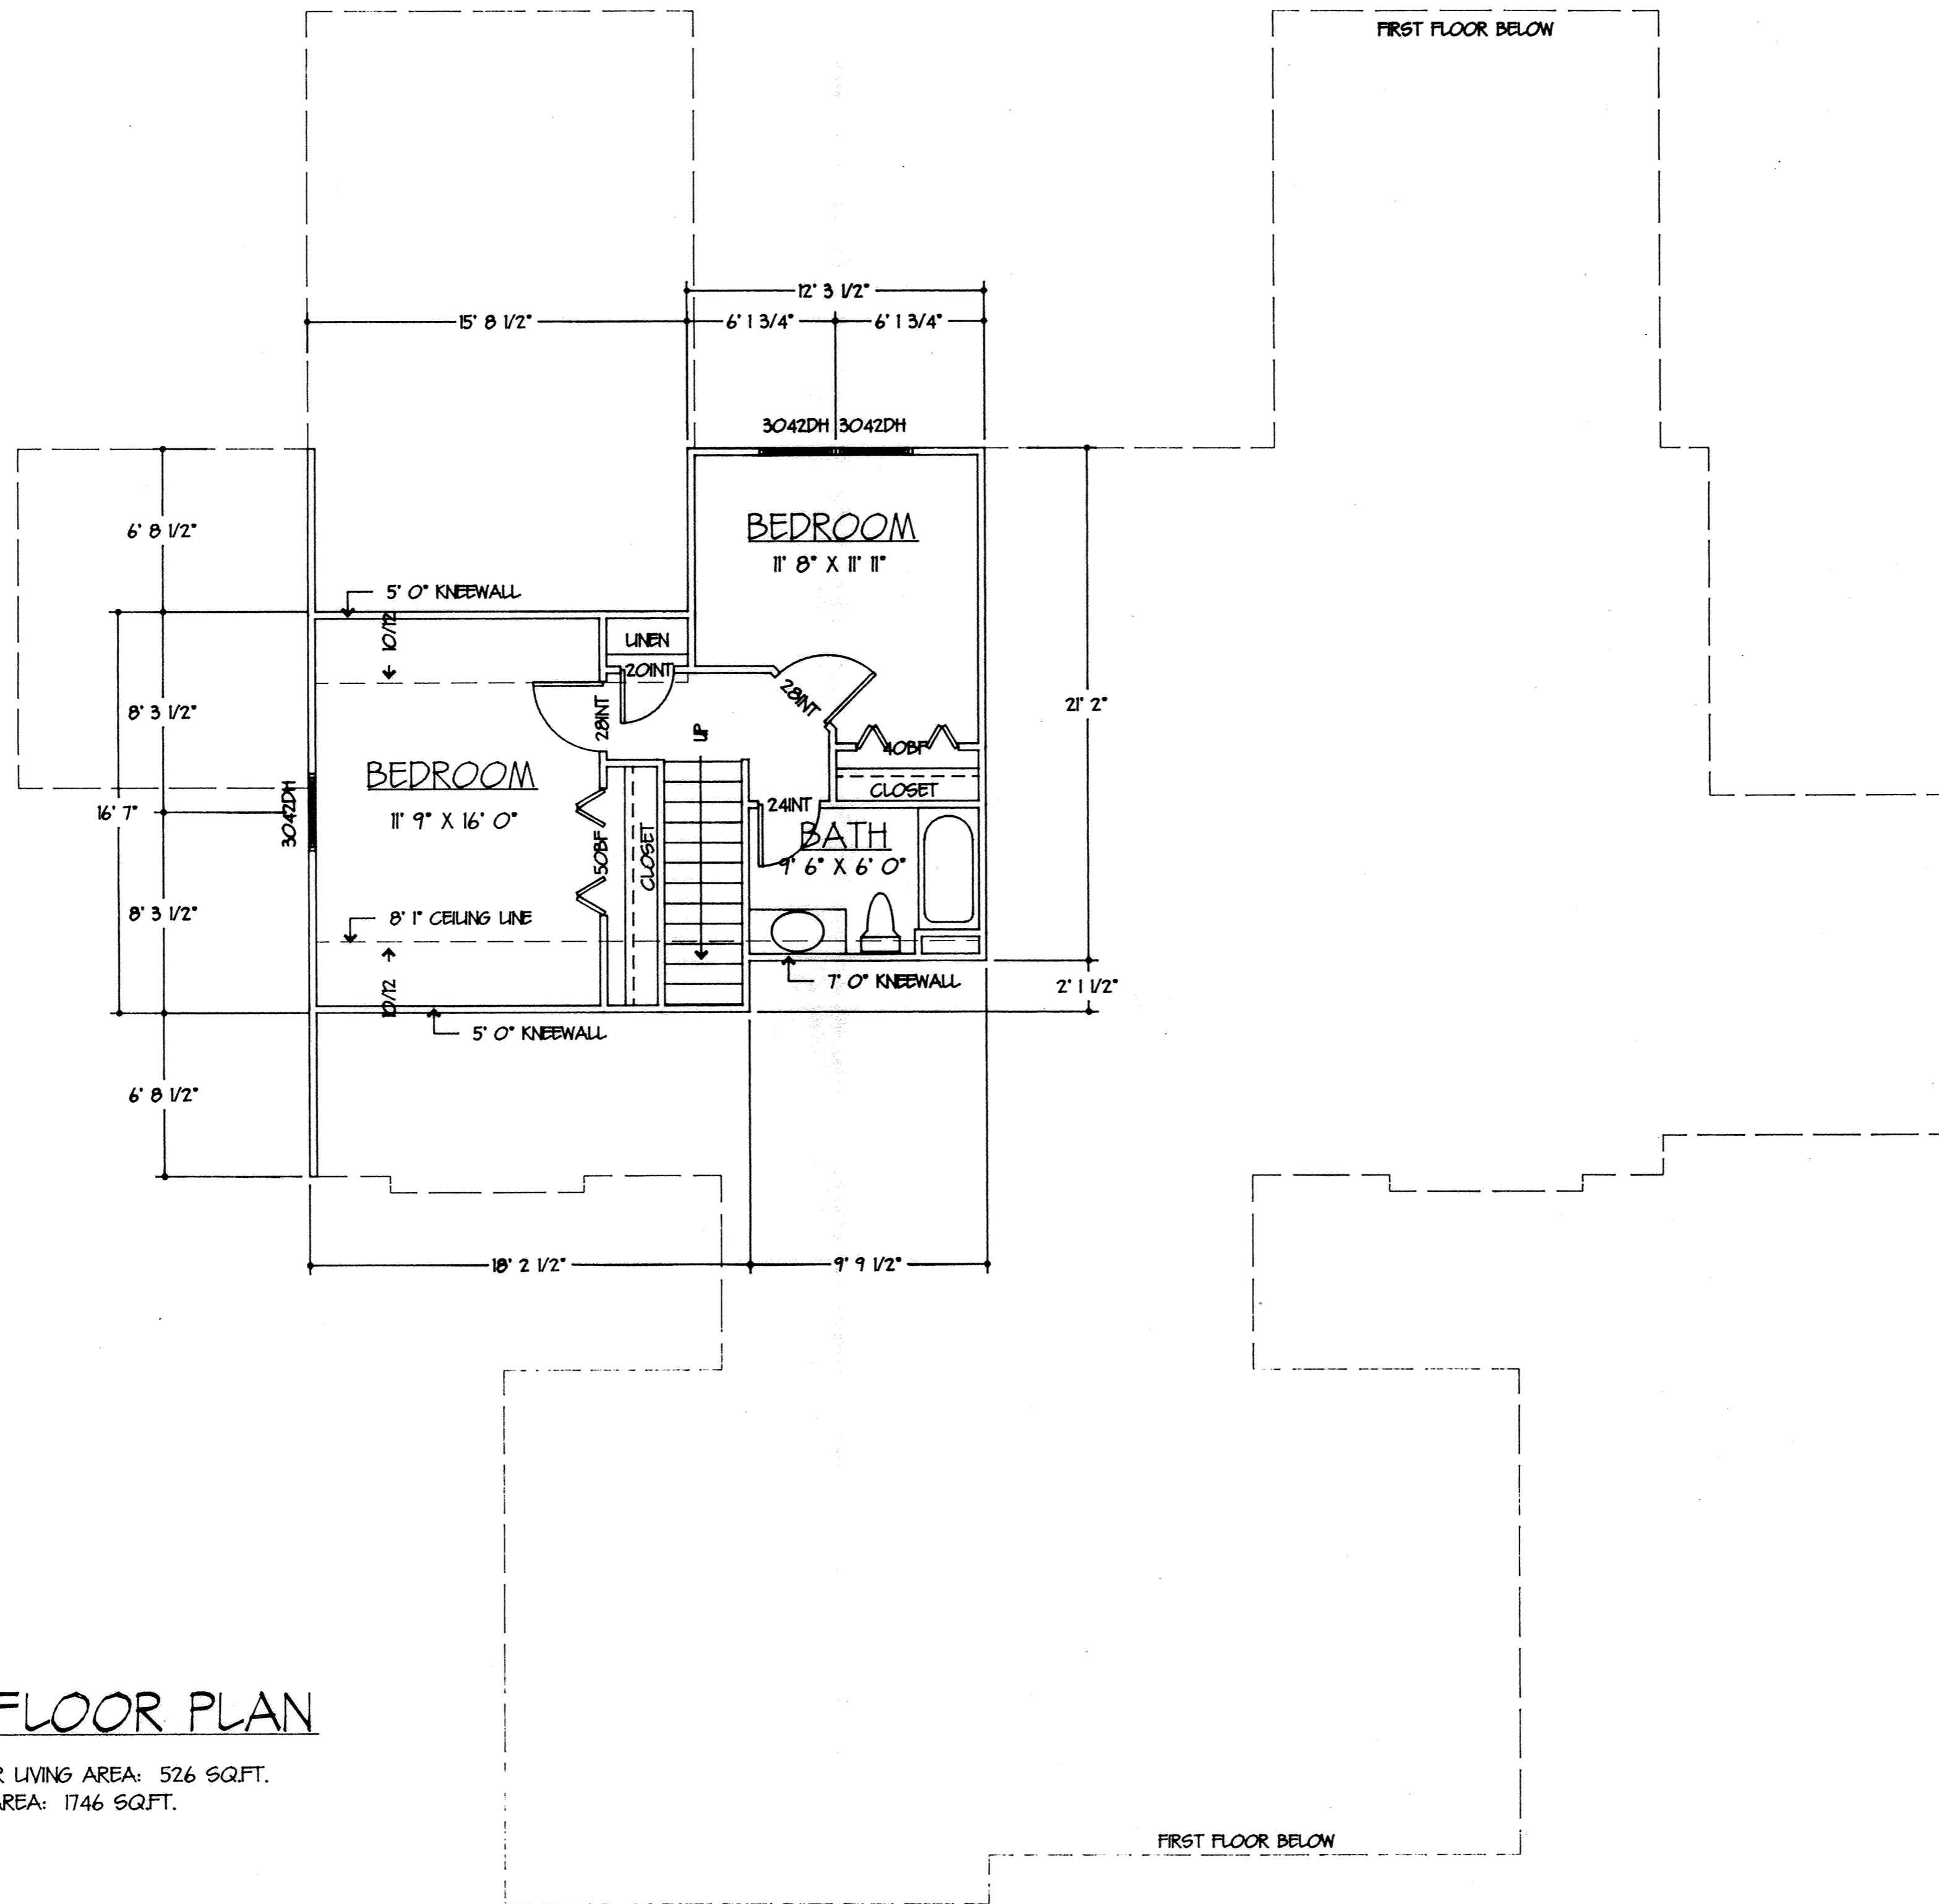 FIRST FLOOR BELOW
12' 3 1/2"
15' 8 1/2"
6' 1 3/4"
6' 1 3/4"
3042DH
3042DH
BEDROOM
11' 8" X 11' 11"
6' 8 1/2"
5' 0" KNEEWALL
10/12
LINEN
20INT
28INT
28INT
UP
21' 2"
8' 3 1/2"
40BF
CLOSET
BEDROOM
11' 9" X 16' 0"
3042DH
16' 7"
24INT
BATH
9' 6" X 6' 0"
50BF
CLOSET
8' 3 1/2"
8' 1" CEILING LINE
10/12
7' 0" KNEEWALL
2' 1 1/2"
5' 0" KNEEWALL
6' 8 1/2"
18' 2 1/2"
9' 9 1/2"
FLOOR PLAN
R LIVING AREA: 526 SQ.FT.
AREA: 1746 SQ.FT.
FIRST FLOOR BELOW